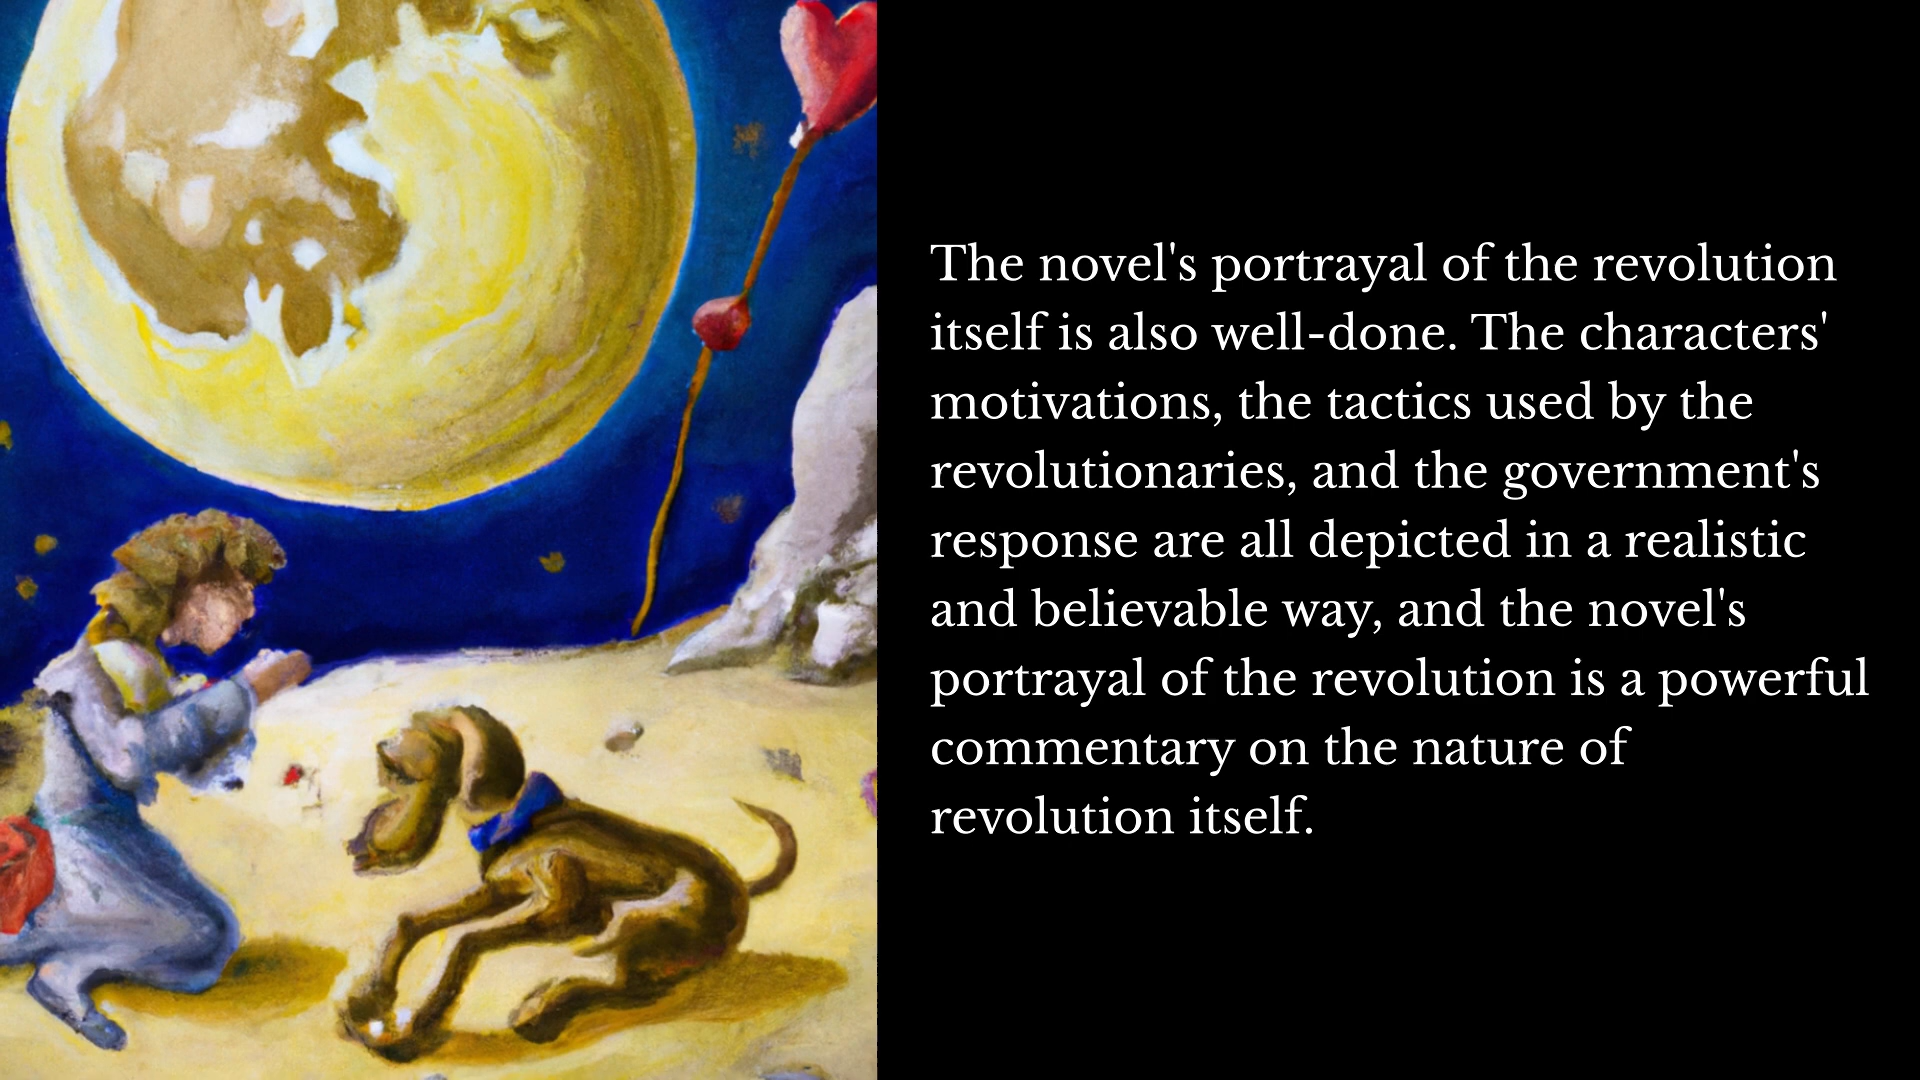 The novel's portrayal of the revolution
itself is also well-done. The characters'
motivations, the tactics used by the
revolutionaries, and the government's
response are all depicted in a realistic
and believable way, and the novel's
portrayal of the revolution is a powerful
commentary on the nature of
revolution itself.